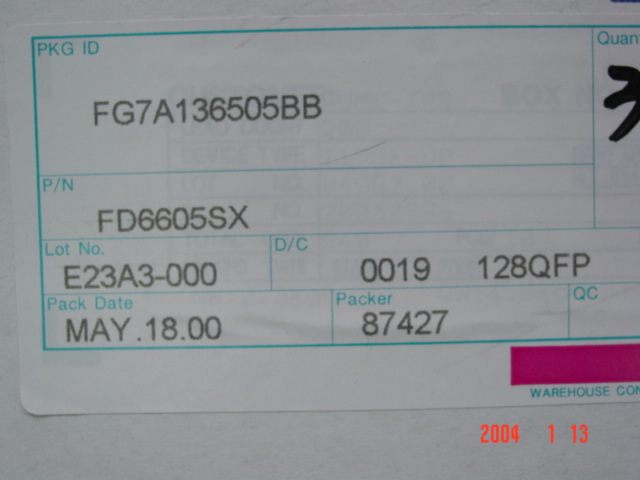 PKG ID
Quant
FG7A136505BB
P/N
FD6605SX
Lot No.
D/C
E23A3-000
0019 128QFP
Pack Date
Packer
QC
MAY.18.00
87427
WAREHOUSE CON
2004 1 13